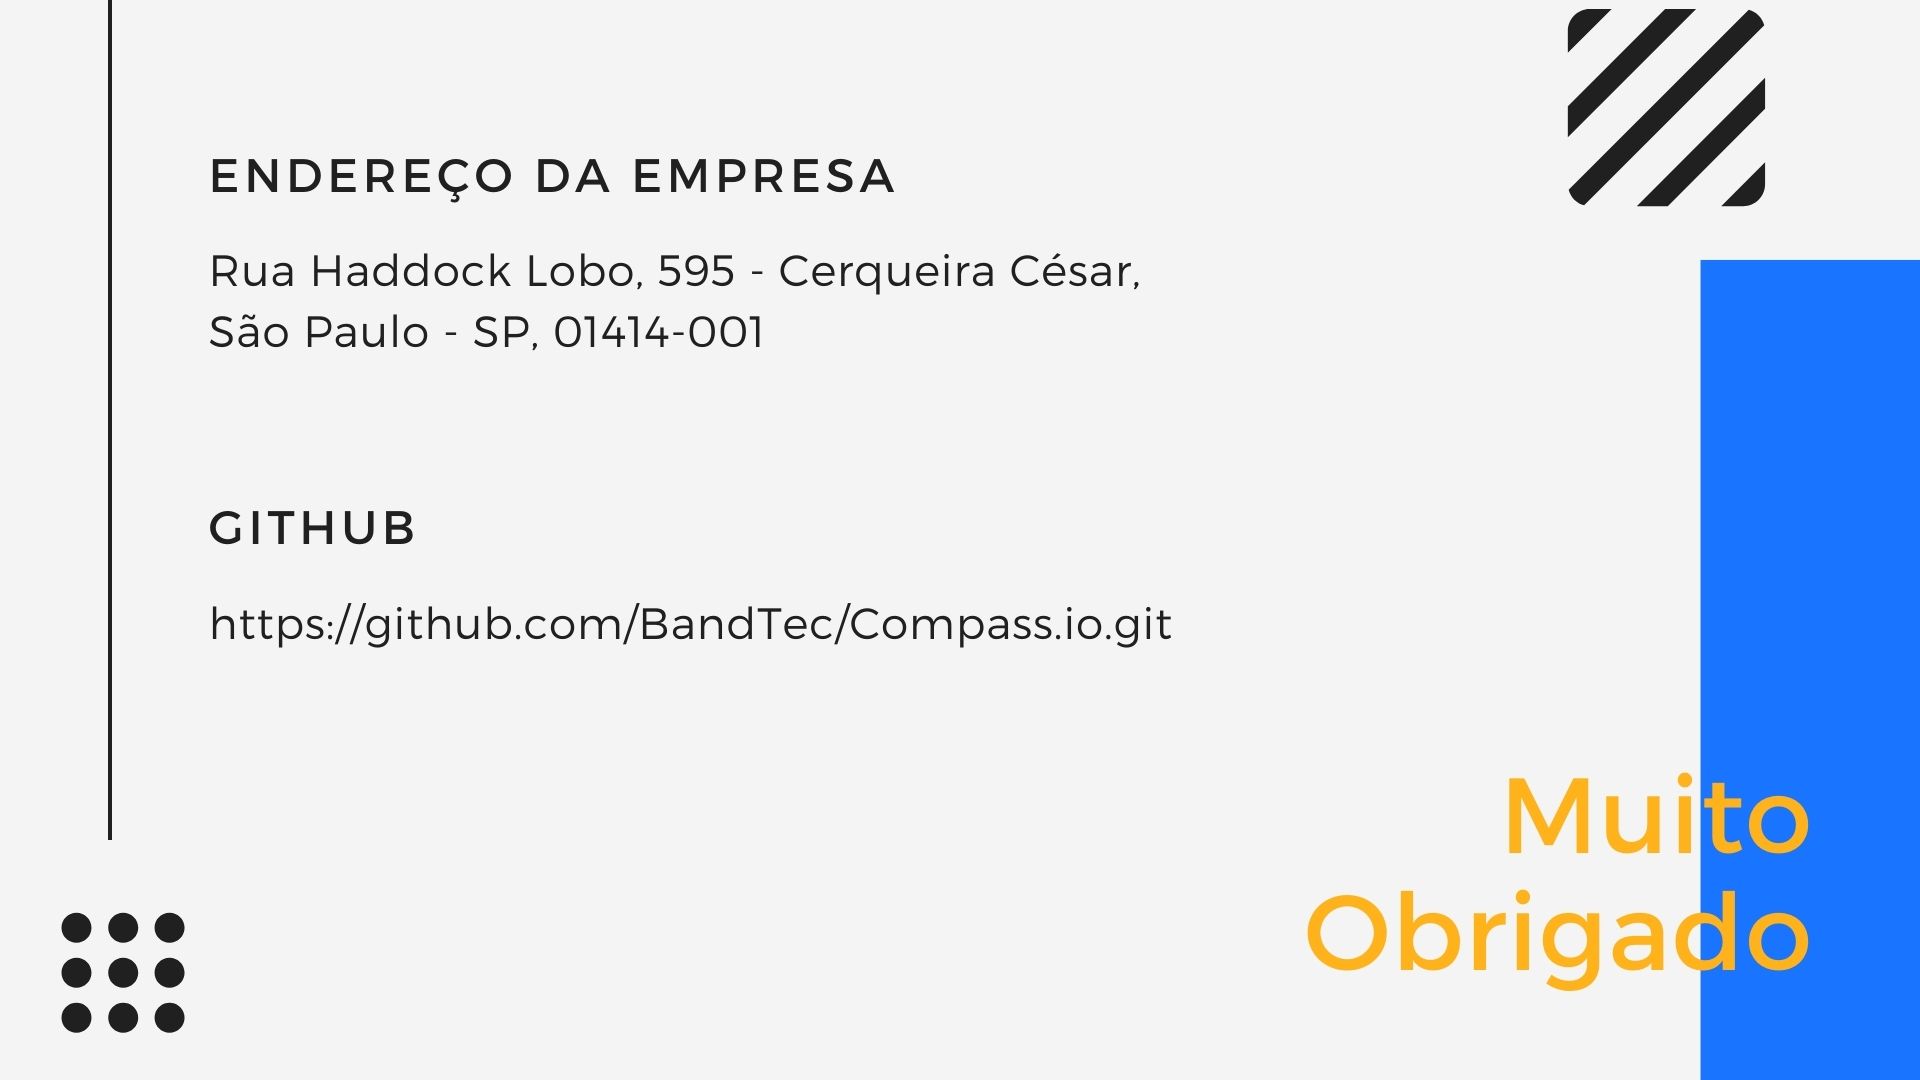 ENDEREÇO DA EMPRESA
Rua Haddock Lobo, 595 - Cerqueira César,
São Paulo - SP, 01414-001
GITHUB
https://github.com/BandTec/Compass.io.git
Muito
Obrigado